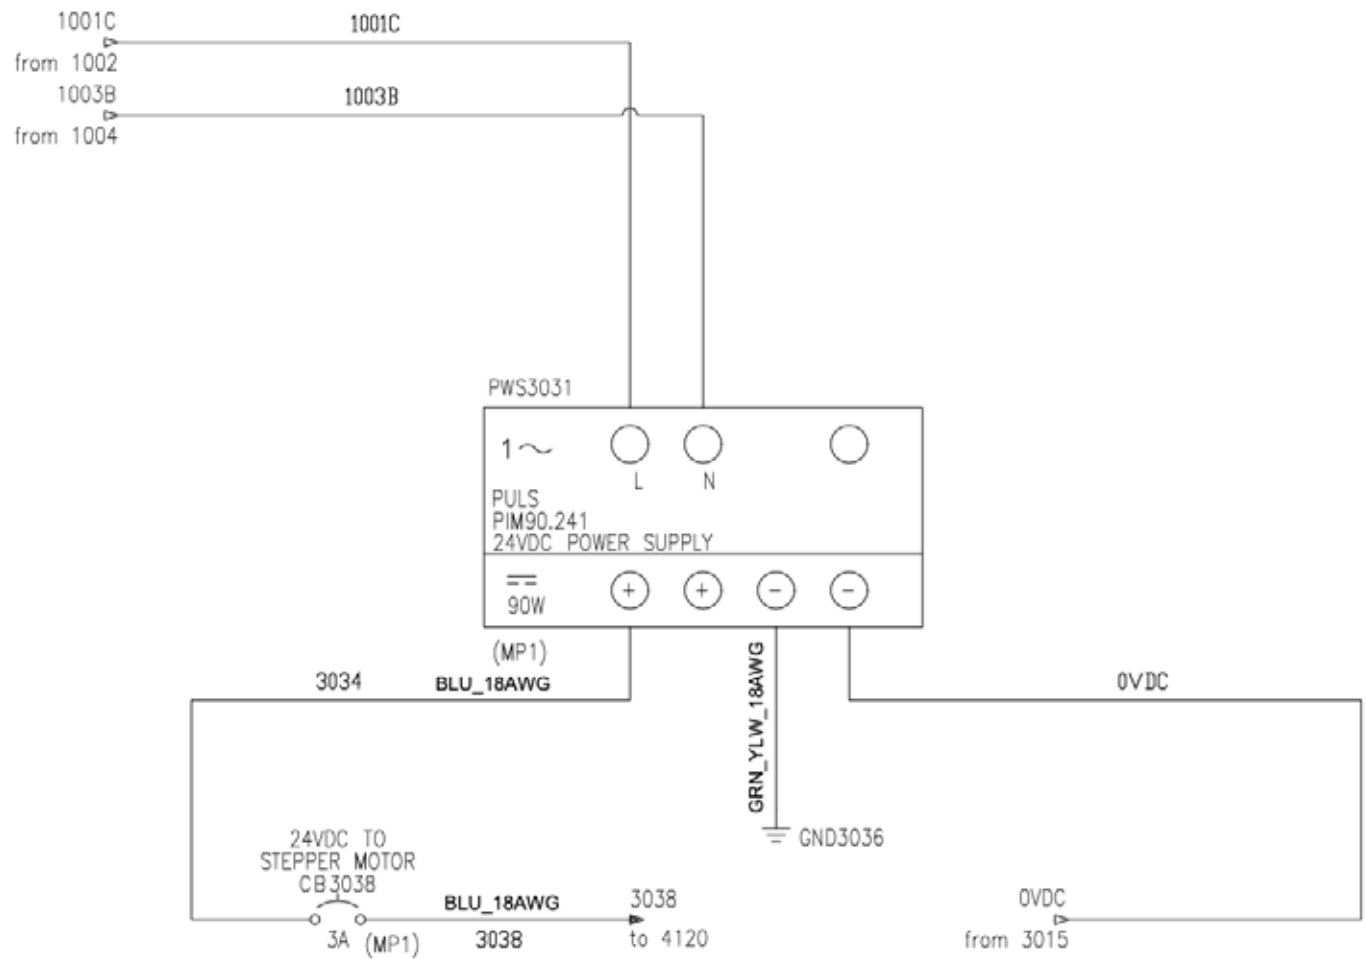 1001C
1001C
from 1002
1003B
1003B
from 1004
PWS3031
1~
L N
PULS
PIM90.241
24VDC POWER SUPPLY
+ + - -
90W
(MP1)
3034 BLU_18AWG
GRN_YLW_18AWG
0VDC
GND3036
24VDC TO
STEPPER MOTOR
CB3038
BLU_18AWG
3A (MP1)
3038
3038
to 4120
0VDC
from 3015